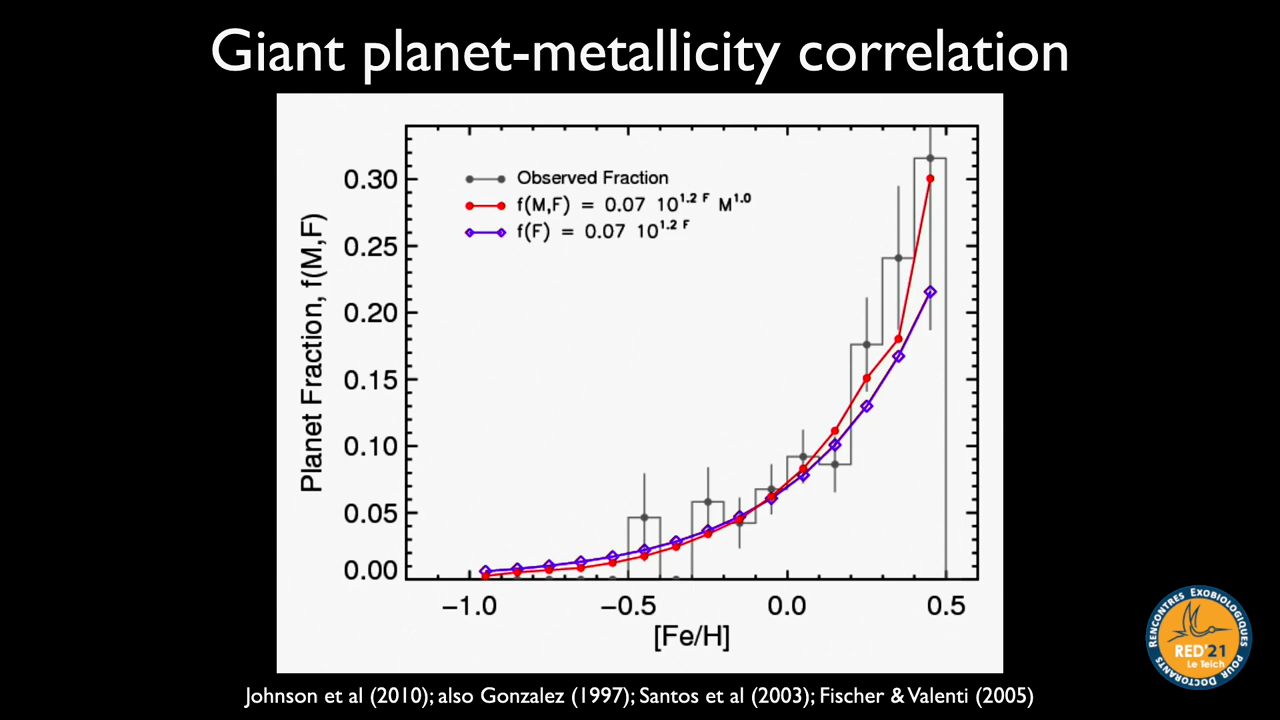 Giant planet-metallicity correlation
Observed Fraction
f(M,F) = 0.07 10^1.2 F M^1.0
f(F) = 0.07 10^1.2 F
Planet Fraction, f(M,F)
0.30
0.25
0.20
0.15
0.10
0.05
0.00
−1.0 −0.5 0.0 0.5
[Fe/H]
RENCONTRES EXOBIOLOGIQUES POUR DOCTORANTS
RED'21
Le Teich
Johnson et al (2010); also Gonzalez (1997); Santos et al (2003); Fischer & Valenti (2005)